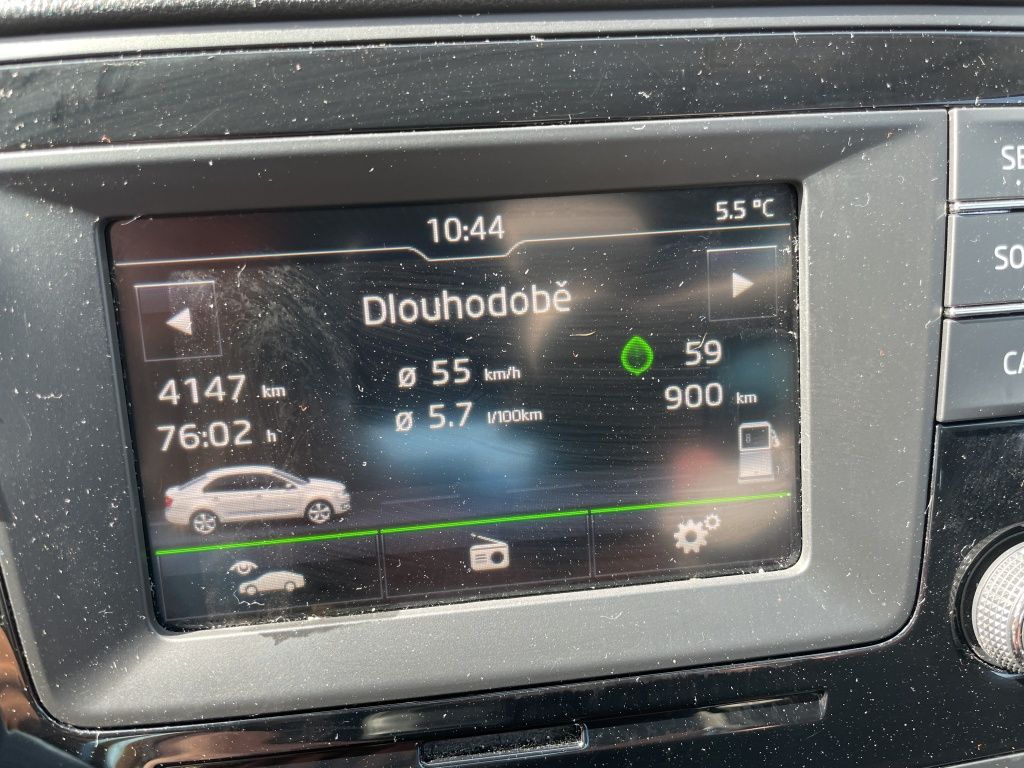 10:44
5.5 °C
Dlouhodobě
4147 km
ø 55 km/h
59
76:02 h
ø 5.7 l/100km
900 km
SE
SO
CA